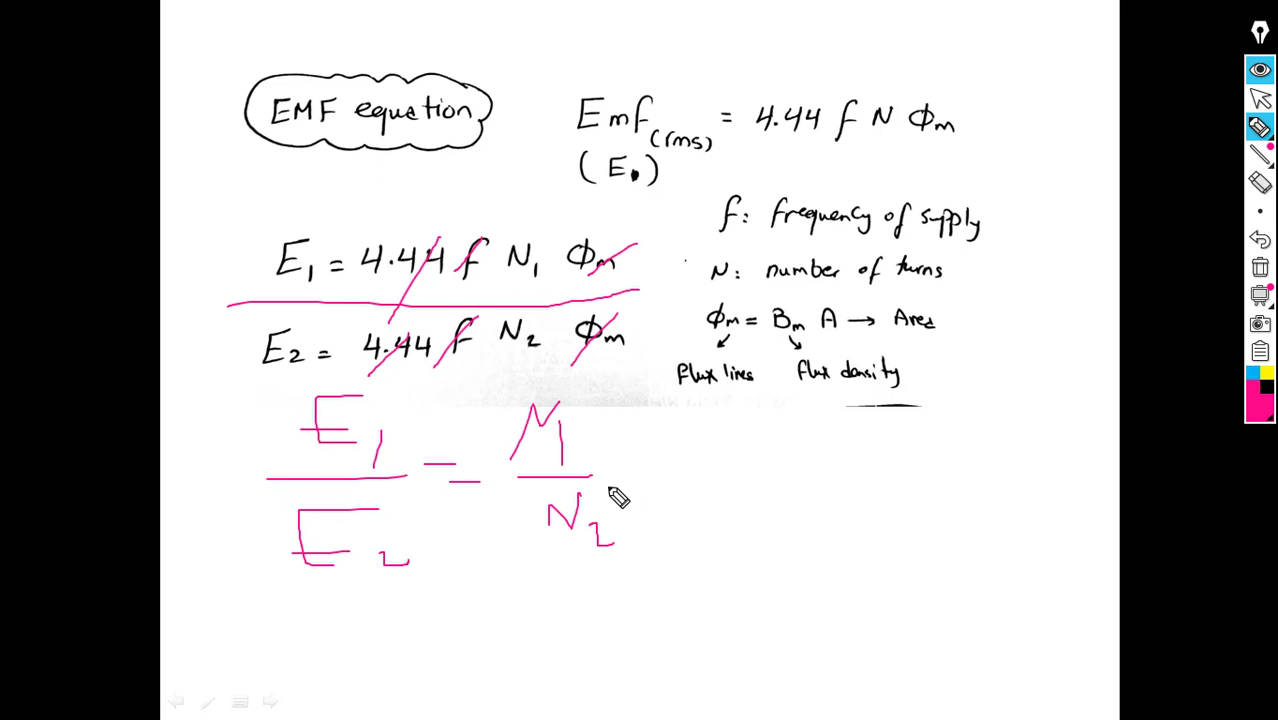 EMF equation
Emf(rms) = 4.44 f N Φm
(E.)
f: frequency of supply
E1 = 4.44 f N1 Φm
N: number of turns
Φm = Bm A → Area
E2 = 4.44 f N2 Φm
flux lines flux density
E1 = N1
E2 N2